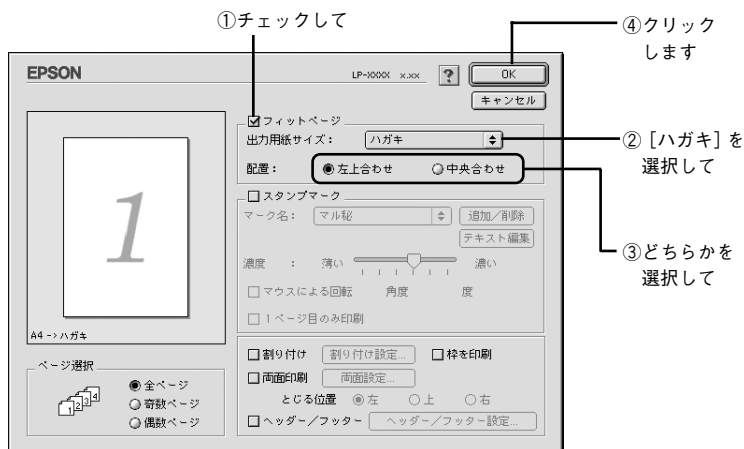 ①チェックして
④クリック
します
EPSON
LP-XXXX x.xx
?
OK
キャンセル
フィットページ
出力用紙サイズ：
ハガキ
②［ハガキ］を
選択して
配置：
左上合わせ
中央合わせ
③どちらかを
選択して
スタンプマーク
マーク名：
マル秘
追加／削除
テキスト編集
濃度 ：
薄い
濃い
マウスによる回転
角度
度
1ページ目のみ印刷
1
A4 -> ハガキ
ページ選択
1 2 3 4
全ページ
奇数ページ
偶数ページ
割り付け
割り付け設定...
枠を印刷
両面印刷
両面設定...
とじる位置
左
上
右
ヘッダー／フッター
ヘッダー／フッター設定...